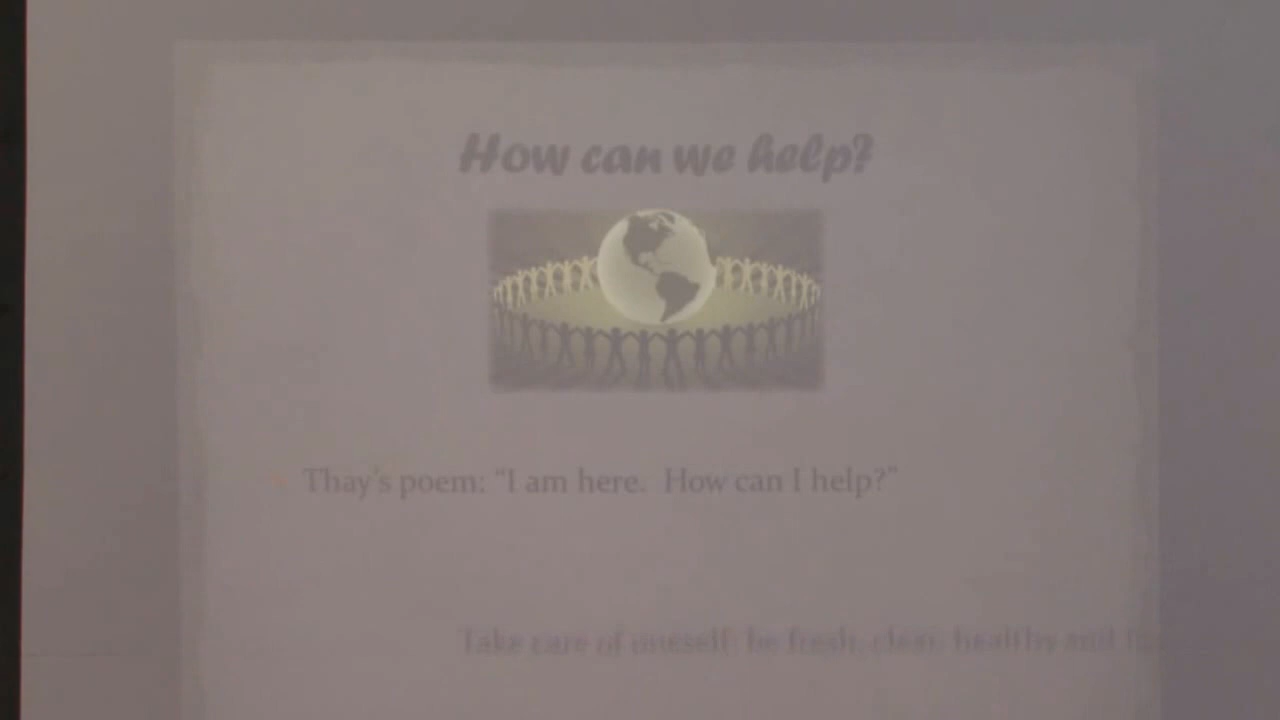 How can we help?
Thay's poem: "I am here. How can I help?"
Take care of oneself: be fresh, clean, healthy and